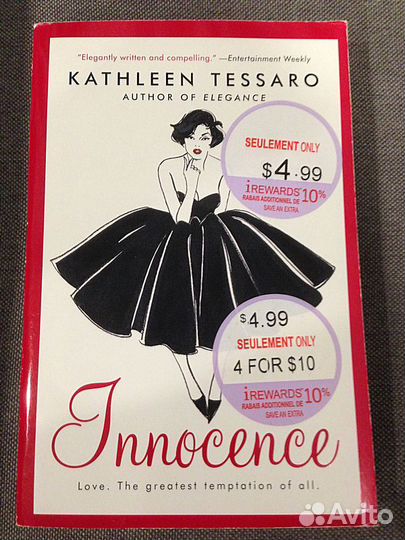 "Elegantly written and compelling." —Entertainment Weekly
KATHLEEN TESSARO
AUTHOR OF ELEGANCE
SEULEMENT ONLY
$4.99
iREWARDS 10%
RABAIS ADDITIONNEL DE
SAVE AN EXTRA
$4.99
SEULEMENT ONLY
4 FOR $10
iREWARDS 10%
RABAIS ADDITIONNEL DE
SAVE AN EXTRA
Innocence
Love. The greatest temptation of all.
Avito